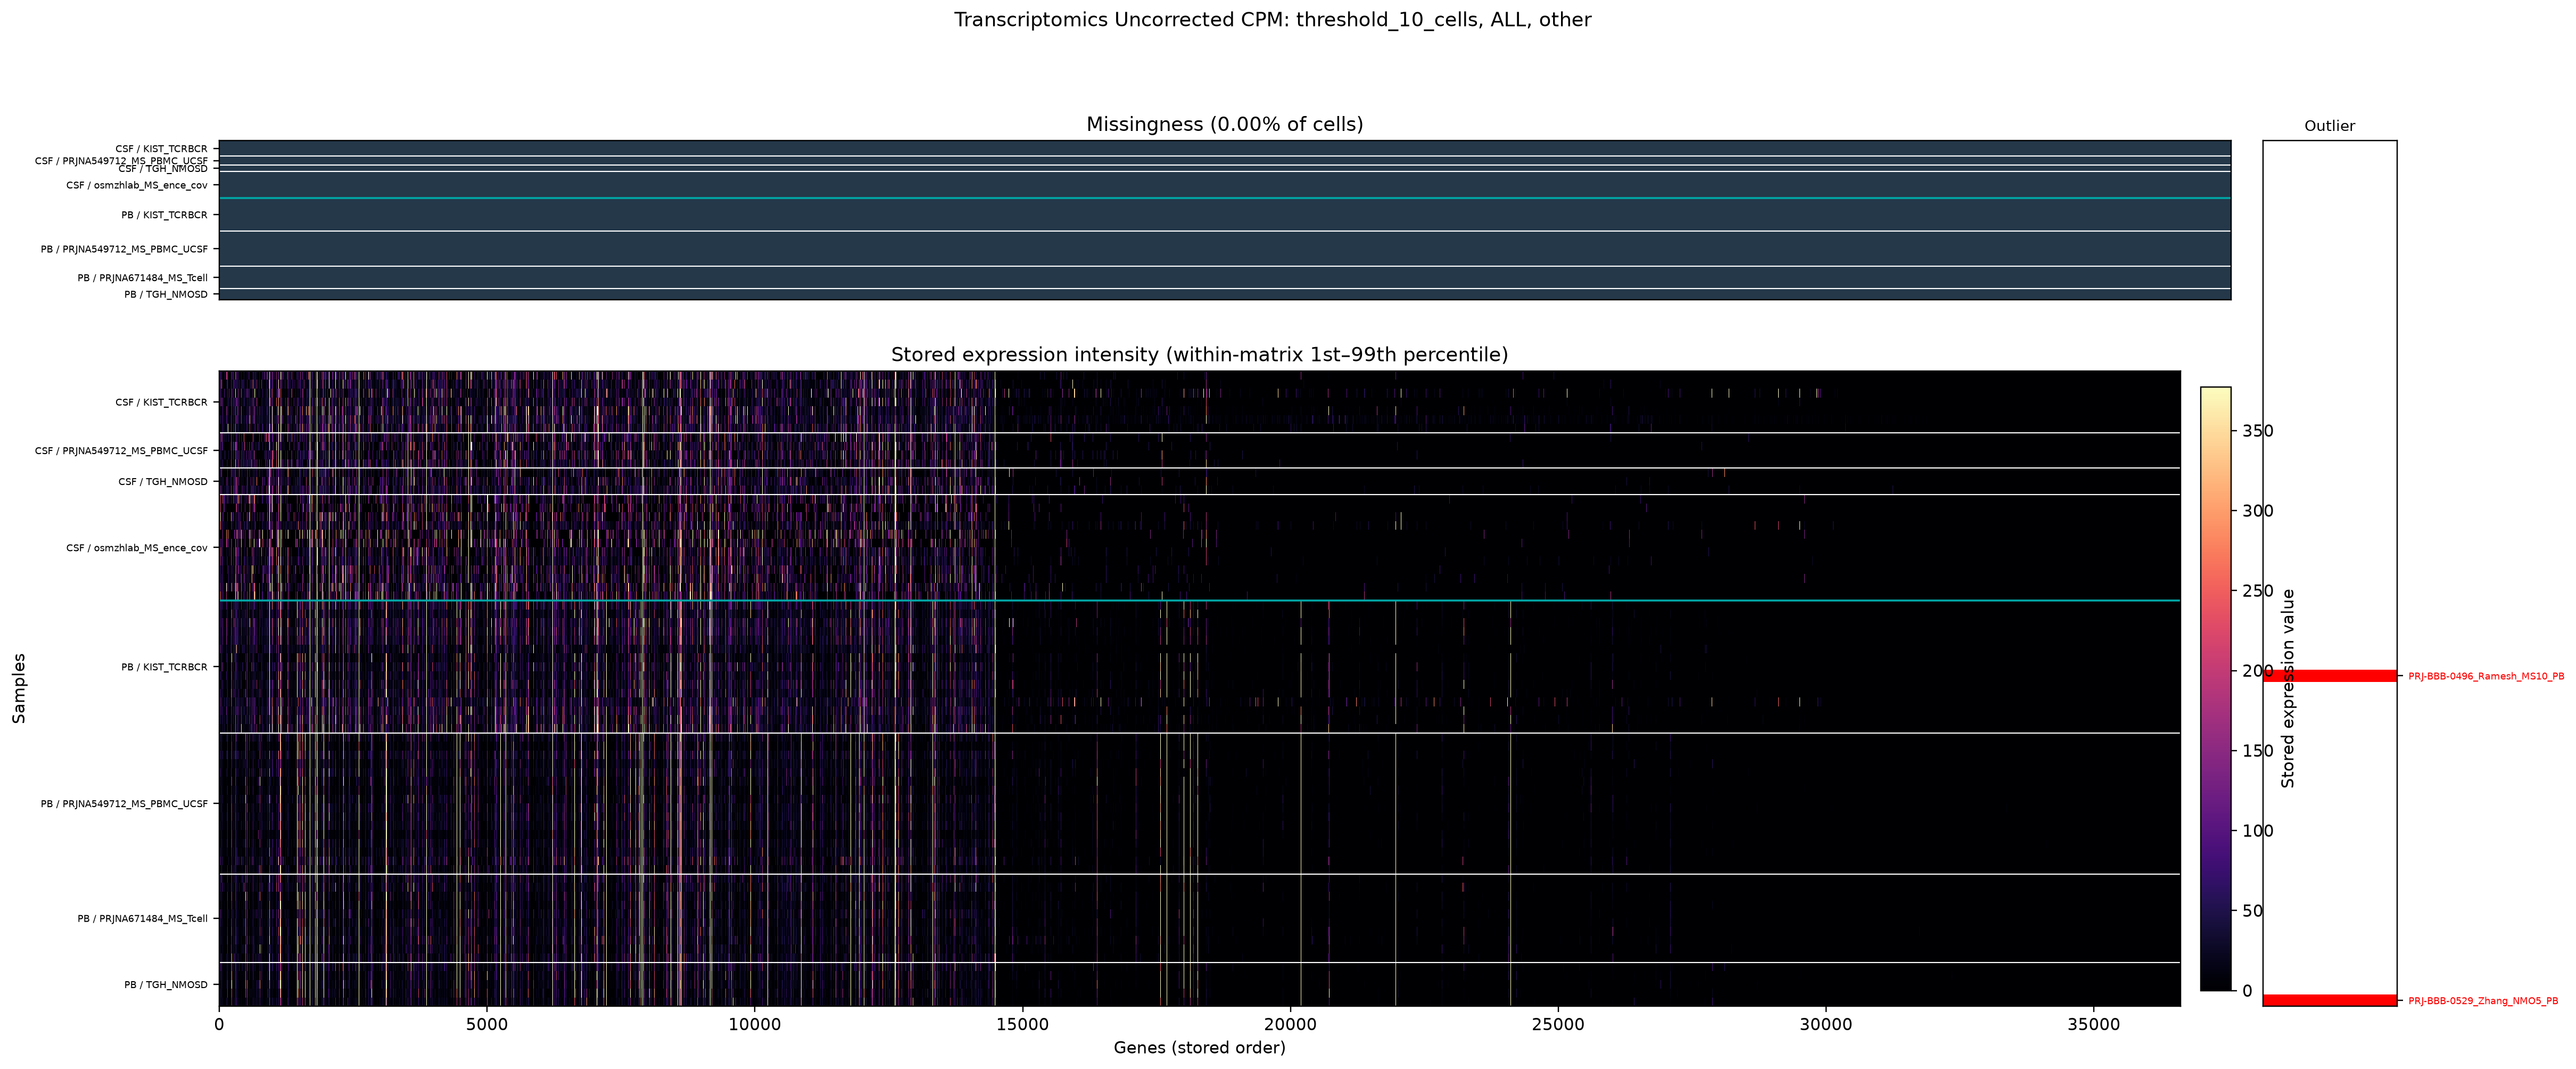 Transcriptomics Uncorrected CPM: threshold_10_cells, ALL, other
Missingness (0.00% of cells)
Outlier
CSF / KIST_TCRBCR
CSF / PRJNA549712_MS_PBMC_UCSF
CSF / TGH_NMOSD
CSF / osmzhlab_MS_ence_cov
PB / KIST_TCRBCR
PB / PRJNA549712_MS_PBMC_UCSF
PB / PRJNA671484_MS_Tcell
PB / TGH_NMOSD
Stored expression intensity (within-matrix 1st–99th percentile)
Samples
CSF / KIST_TCRBCR
CSF / PRJNA549712_MS_PBMC_UCSF
CSF / TGH_NMOSD
CSF / osmzhlab_MS_ence_cov
PB / KIST_TCRBCR
PB / PRJNA549712_MS_PBMC_UCSF
PB / PRJNA671484_MS_Tcell
PB / TGH_NMOSD
0 5000 10000 15000 20000 25000 30000 35000
Genes (stored order)
350
300
250
200
150
100
50
0
Stored expression value
PRJ-BBB-0496_Ramesh_MS10_PB
PRJ-BBB-0529_Zhang_NMO5_PB